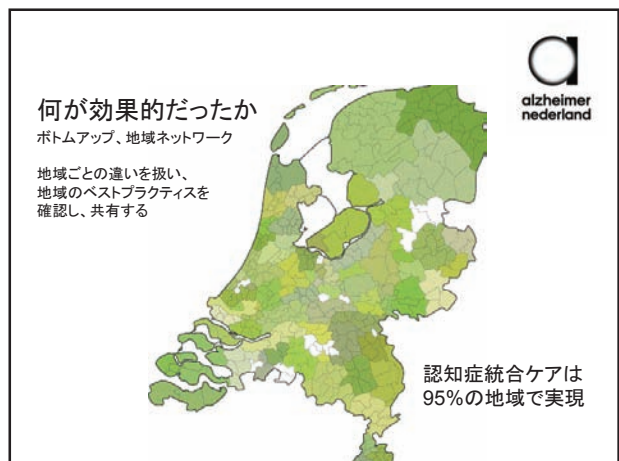 何が効果的だったか
ボトムアップ、地域ネットワーク
地域ごとの違いを扱い、
地域のベストプラクティスを
確認し、共有する
alzheimer
nederland
認知症統合ケアは
95%の地域で実現